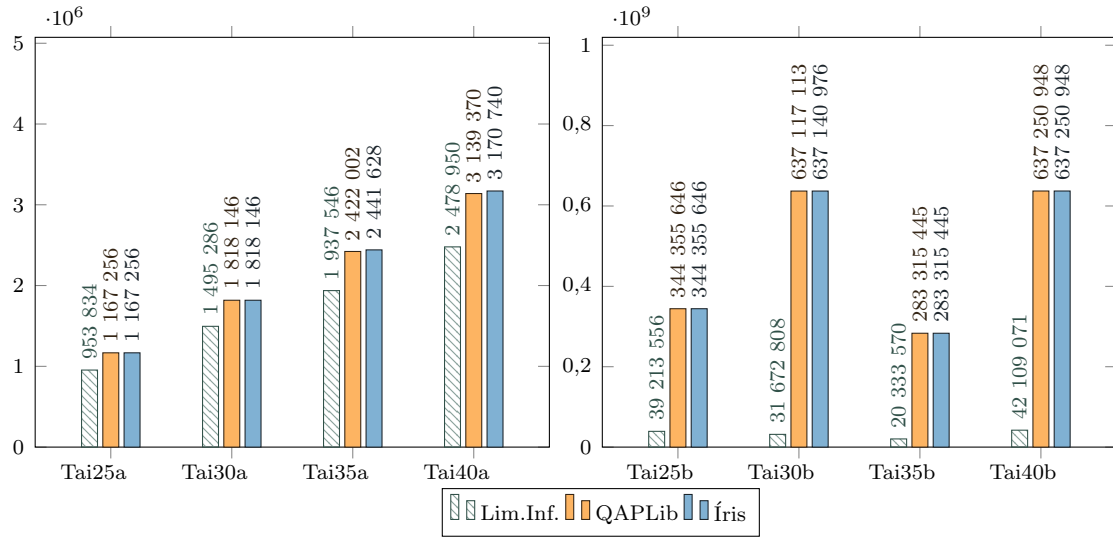 ·10⁶
5
4
3
2
1
0
953 834
1 167 256
1 167 256
1 495 286
1 818 146
1 818 146
1 937 546
2 422 002
2 441 628
2 478 950
3 139 370
3 170 740
Tai25a
Tai30a
Tai35a
Tai40a
·10⁹
1
0,8
0,6
0,4
0,2
0
39 213 556
344 355 646
344 355 646
31 672 808
637 117 113
637 140 976
20 333 570
283 315 445
283 315 445
42 109 071
637 250 948
637 250 948
Tai25b
Tai30b
Tai35b
Tai40b
Lim.Inf. QAPLib Íris